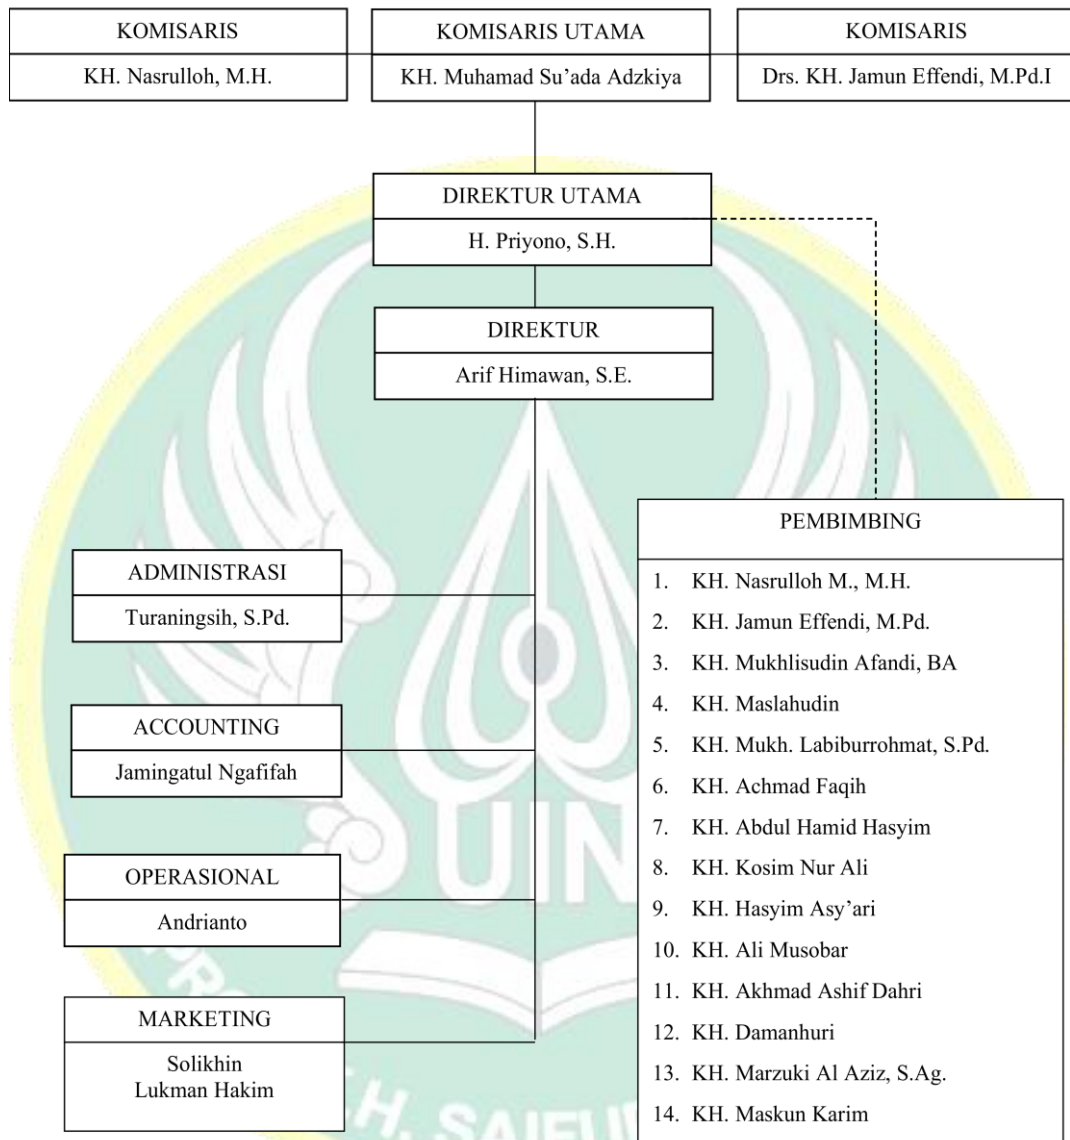 KOMISARIS
KH. Nasrulloh, M.H.
KOMISARIS UTAMA
KH. Muhamad Su’ada Adzkiya
KOMISARIS
Drs. KH. Jamun Effendi, M.Pd.I
DIREKTUR UTAMA
H. Priyono, S.H.
DIREKTUR
Arif Himawan, S.E.
ADMINISTRASI
Turaningsih, S.Pd.
ACCOUNTING
Jamingatul Ngafifah
OPERASIONAL
Andrianto
MARKETING
Solikhin
Lukman Hakim
PEMBIMBING
1. KH. Nasrulloh M., M.H.
2. KH. Jamun Effendi, M.Pd.
3. KH. Mukhlisudin Afandi, BA
4. KH. Maslahudin
5. KH. Mukh. Labiburrohmat, S.Pd.
6. KH. Achmad Faqih
7. KH. Abdul Hamid Hasyim
8. KH. Kosim Nur Ali
9. KH. Hasyim Asy’ari
10. KH. Ali Musobar
11. KH. Akhmad Ashif Dahri
12. KH. Damanhuri
13. KH. Marzuki Al Aziz, S.Ag.
14. KH. Maskun Karim
UIN